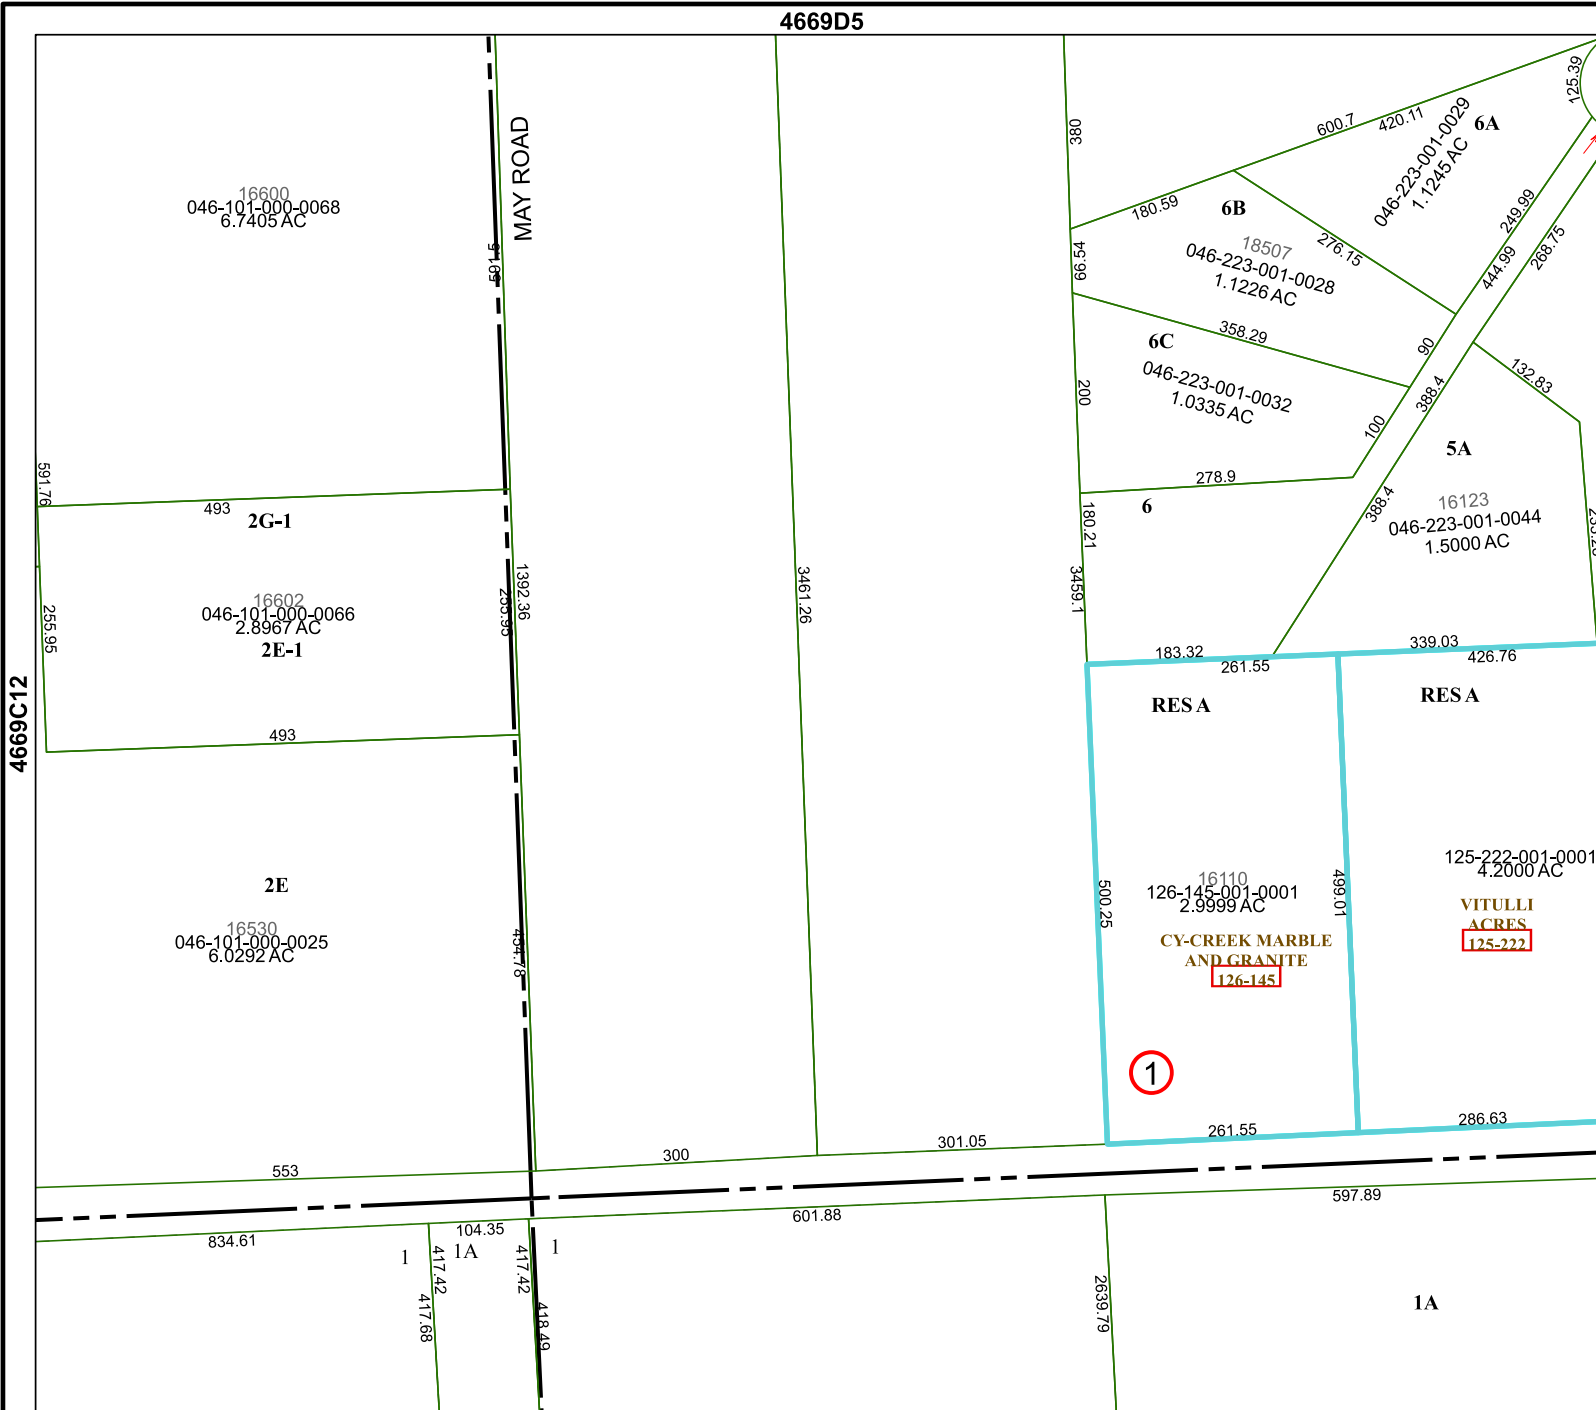 4669D5
4669C12
MAY ROAD
16600
046-101-000-0068
6.7405 AC
591.76
493
2G-1
16602
046-101-000-0066
2.8967 AC
2E-1
255.95
255.95
1392.36
493
2E
16530
046-101-000-0025
6.0292 AC
454.78
553
3461.26
300
301.05
380
600.7
420.11
125.39
6A
046-223-001-0029
1.1245 AC
180.59
6B
18507
046-223-001-0028
1.1226 AC
276.15
249.99
444.99
268.75
66.54
358.29
6C
046-223-001-0032
1.0335 AC
200
90
100
388.4
388.4
132.83
278.9
6
180.21
3459.1
5A
16123
046-223-001-0044
1.5000 AC
183.32
261.55
339.03
426.76
RES A
RES A
500.25
499.01
16110
126-145-001-0001
2.9999 AC
CY-CREEK MARBLE
AND GRANITE
126-145
125-222-001-0001
4.2000 AC
VITULLI
ACRES
125-222
1
261.55
286.63
834.61
104.35
601.88
597.89
1
1A
1
417.42
417.68
417.42
418.49
2639.79
1A